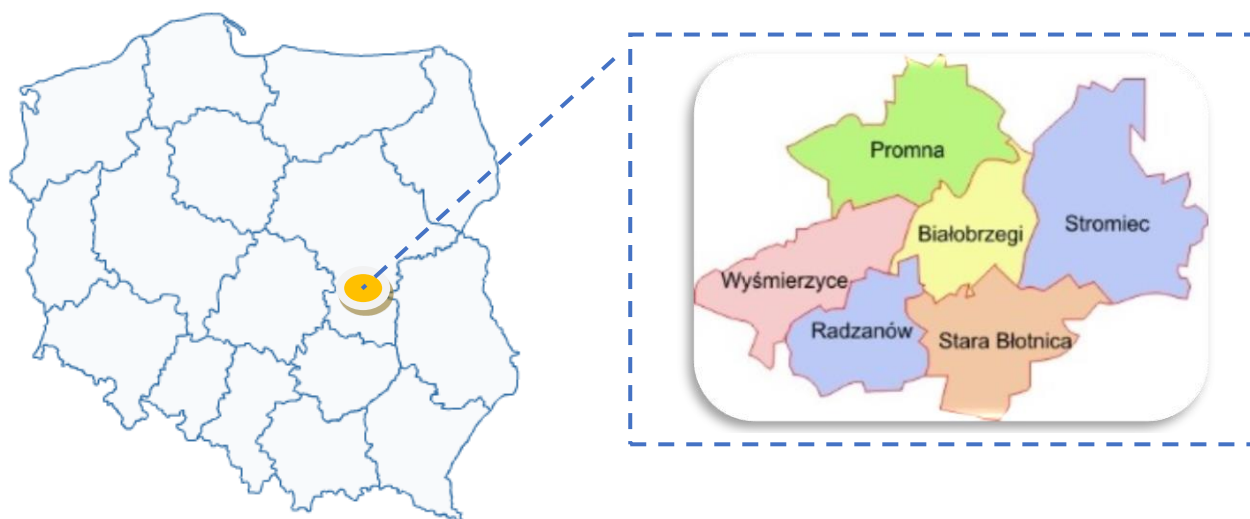 Promna
Białobrzegi
Stromiec
Wyśmierzyce
Radzanów
Stara Błotnica